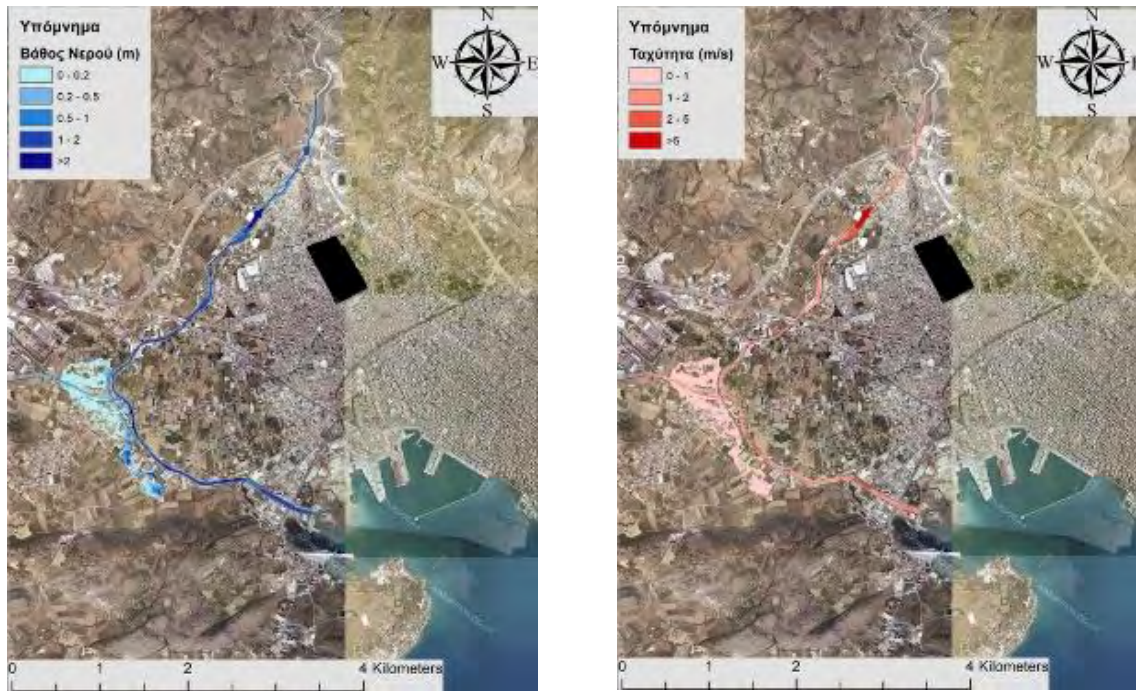 Υπόμνημα
Βάθος Νερού (m)
0 - 0.2
0.2 - 0.5
0.5 - 1
1 - 2
>2
N
W E
S
0 1 2 4 Kilometers
Υπόμνημα
Ταχύτητα (m/s)
0 - 1
1 - 2
2 - 5
>5
N
W E
S
0 1 2 4 Kilometers